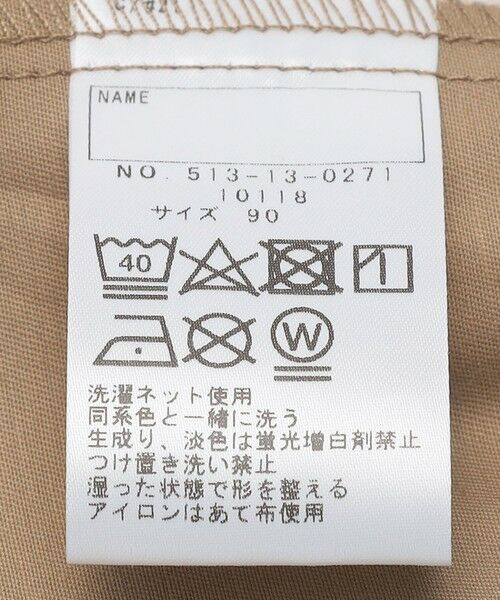 NAME
NO. 513-13-0271
10118
サイズ 90
40
W
洗濯ネット使用
同系色と一緒に洗う
生成り、淡色は蛍光増白剤禁止
つけ置き洗い禁止
湿った状態で形を整える
アイロンはあて布使用